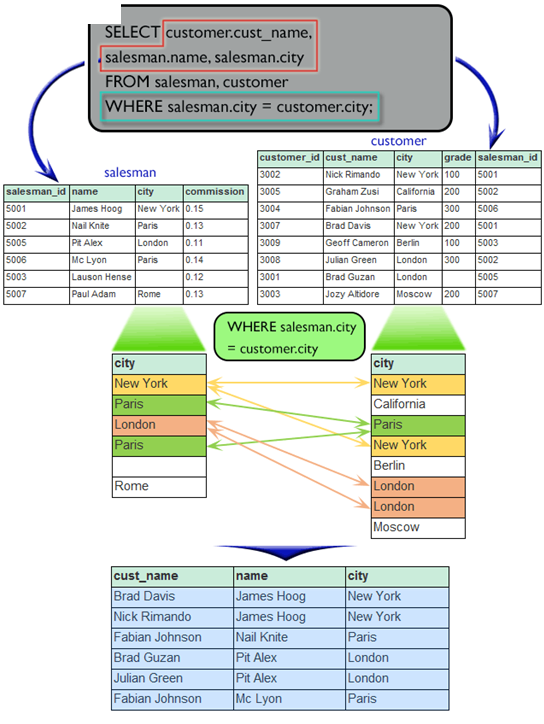 SELECT customer.cust_name,
salesman.name, salesman.city
FROM salesman, customer
WHERE salesman.city = customer.city;
salesman
salesman_id name city commission
5001 James Hoog New York 0.15
5002 Nail Knite Paris 0.13
5005 Pit Alex London 0.11
5006 Mc Lyon Paris 0.14
5003 Lauson Hense 0.12
5007 Paul Adam Rome 0.13
customer
customer_id cust_name city grade salesman_id
3002 Nick Rimando New York 100 5001
3005 Graham Zusi California 200 5002
3004 Fabian Johnson Paris 300 5006
3007 Brad Davis New York 200 5001
3009 Geoff Cameron Berlin 100 5003
3008 Julian Green London 300 5002
3001 Brad Guzan London 5005
3003 Jozy Altidore Moscow 200 5007
WHERE salesman.city
= customer.city
city
New York
Paris
London
Paris
Rome
city
New York
California
Paris
New York
Berlin
London
London
Moscow
cust_name name city
Brad Davis James Hoog New York
Nick Rimando James Hoog New York
Fabian Johnson Nail Knite Paris
Brad Guzan Pit Alex London
Julian Green Pit Alex London
Fabian Johnson Mc Lyon Paris